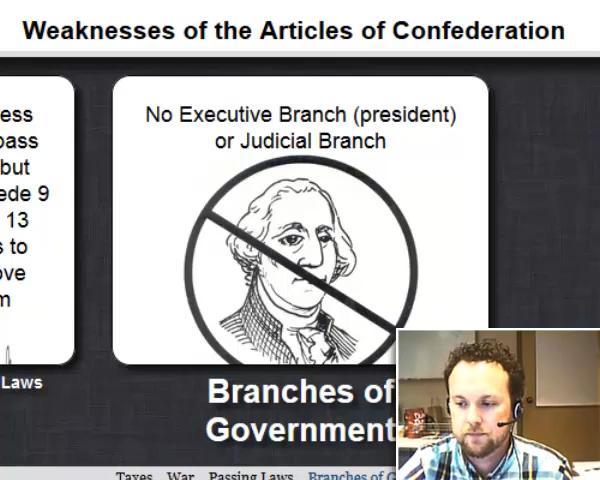 Weaknesses of the Articles of Confederation
No Executive Branch (president)
or Judicial Branch
ress
pass
but
ede 9
13
s to
ove
m
Laws
Branches of
Government
Taxes War Passing Laws Branches of G